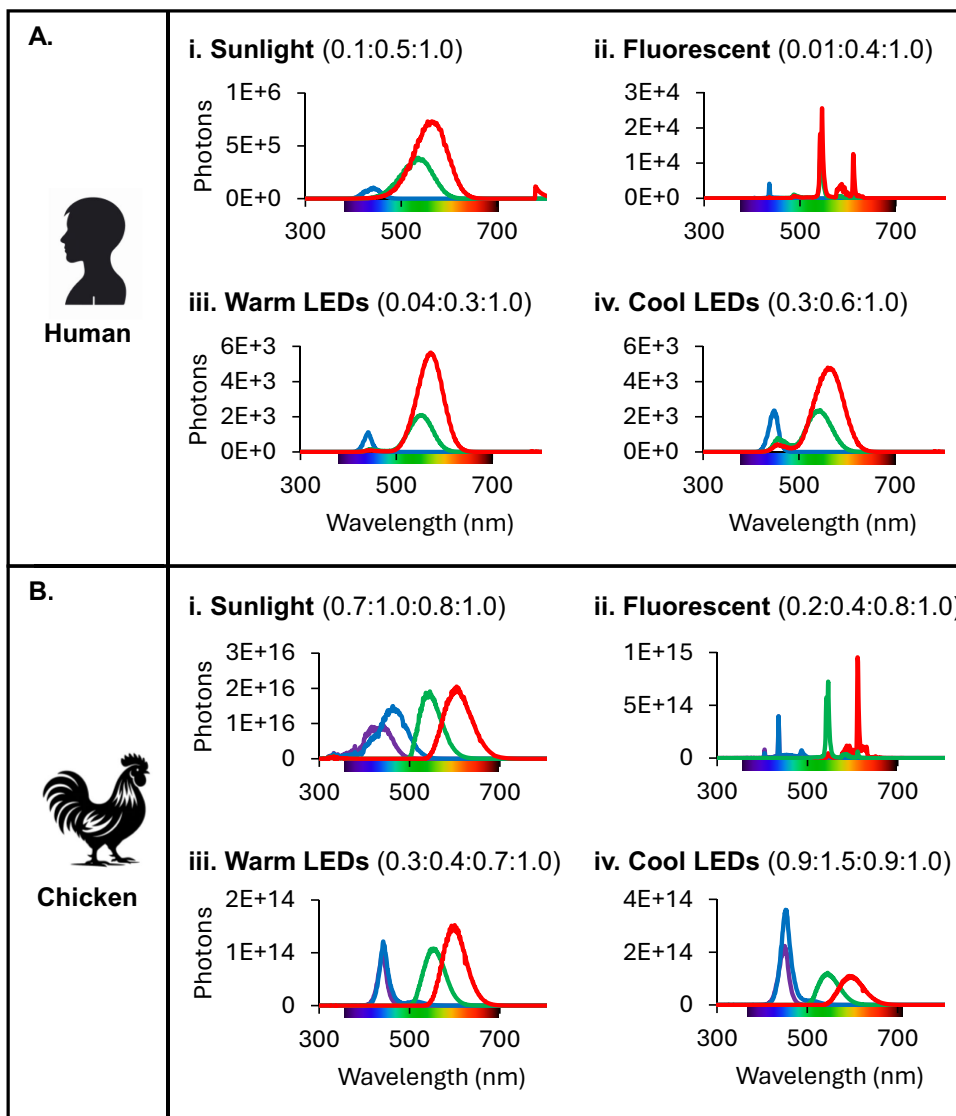 A.
Human
i. Sunlight (0.1:0.5:1.0)
Photons
1E+6
5E+5
0E+0
300 500 700
ii. Fluorescent (0.01:0.4:1.0)
3E+4
2E+4
1E+4
0E+0
300 500 700
iii. Warm LEDs (0.04:0.3:1.0)
Photons
6E+3
4E+3
2E+3
0E+0
300 500 700
Wavelength (nm)
iv. Cool LEDs (0.3:0.6:1.0)
6E+3
4E+3
2E+3
0E+0
300 500 700
Wavelength (nm)
B.
Chicken
i. Sunlight (0.7:1.0:0.8:1.0)
Photons
3E+16
2E+16
1E+16
0
300 500 700
ii. Fluorescent (0.2:0.4:0.8:1.0)
1E+15
5E+14
0
300 500 700
iii. Warm LEDs (0.3:0.4:0.7:1.0)
Photons
2E+14
1E+14
0
300 500 700
Wavelength (nm)
iv. Cool LEDs (0.9:1.5:0.9:1.0)
4E+14
2E+14
0
300 500 700
Wavelength (nm)